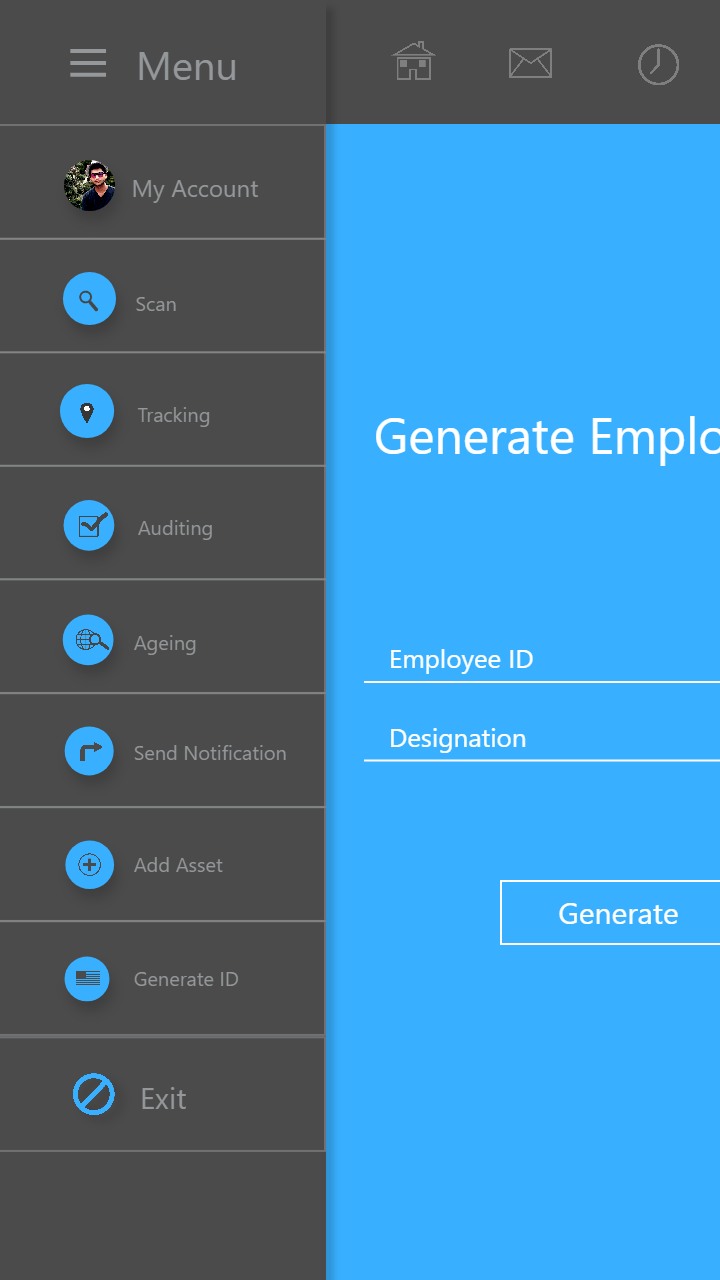 Menu
My Account
Scan
Tracking
Auditing
Ageing
Send Notification
Add Asset
Generate ID
Exit
Generate Emplo
Employee ID
Designation
Generate